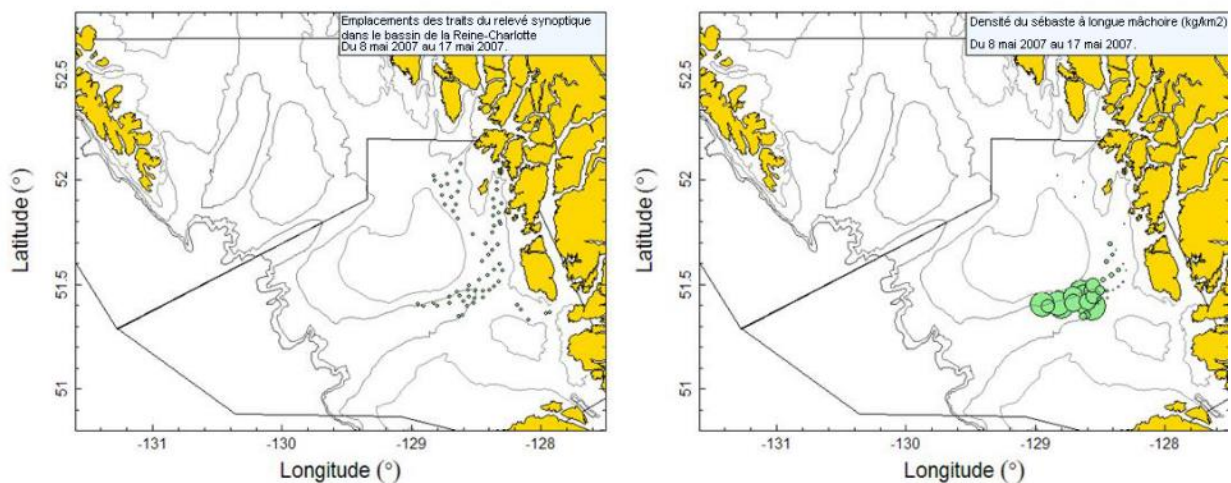 Emplacements des traits du relevé synoptique
dans le bassin de la Reine-Charlotte
Du 8 mai 2007 au 17 mai 2007.
52.5
52
51.5
51
Latitude (°)
-131
-130
-129
-128
Longitude (°)
Densité du sébaste à longue mâchoire (kg/km2)
Du 8 mai 2007 au 17 mai 2007.
52.5
52
51.5
51
Latitude (°)
-131
-130
-129
-128
Longitude (°)